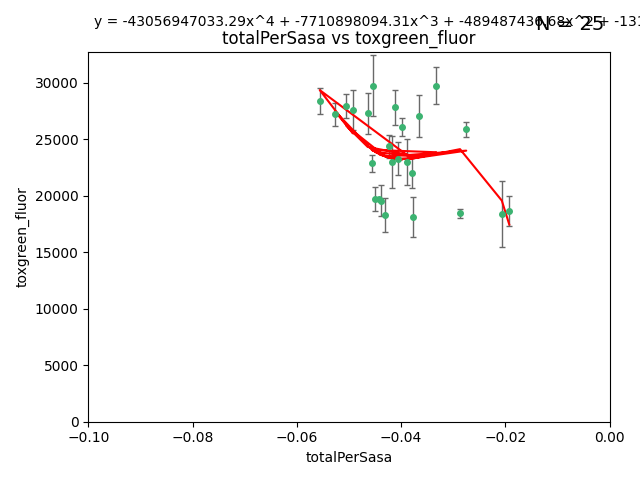 y = -43056947033.29x^4 + -7710898094.31x^3 + -489487436.68x^2 + -131
N = 25
totalPerSasa vs toxgreen_fluor
30000
25000
20000
15000
10000
5000
0
toxgreen_fluor
−0.10 −0.08 −0.06 −0.04 −0.02 0.00
totalPerSasa